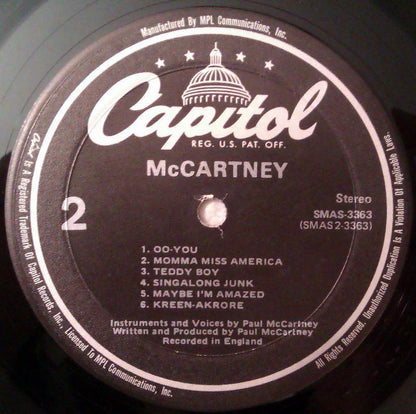 Manufactured By MPL Communications, Inc.
Capitol
REG. U.S. PAT. OFF.
McCARTNEY
2
Stereo
SMAS-3363
(SMAS 2-3363)
1. OO-YOU
2. MOMMA MISS AMERICA
3. TEDDY BOY
4. SINGALONG JUNK
5. MAYBE I'M AMAZED
6. KREEN-AKRORE
Instruments and Voices by Paul McCartney
Written and Produced by Paul McCartney
Recorded in England
Capitol Is A Registered Trademark Of Capitol Records, Inc., Licensed To MPL Communications, Inc. All Rights Reserved. Unauthorized Duplication Is A Violation Of Applicable Laws.